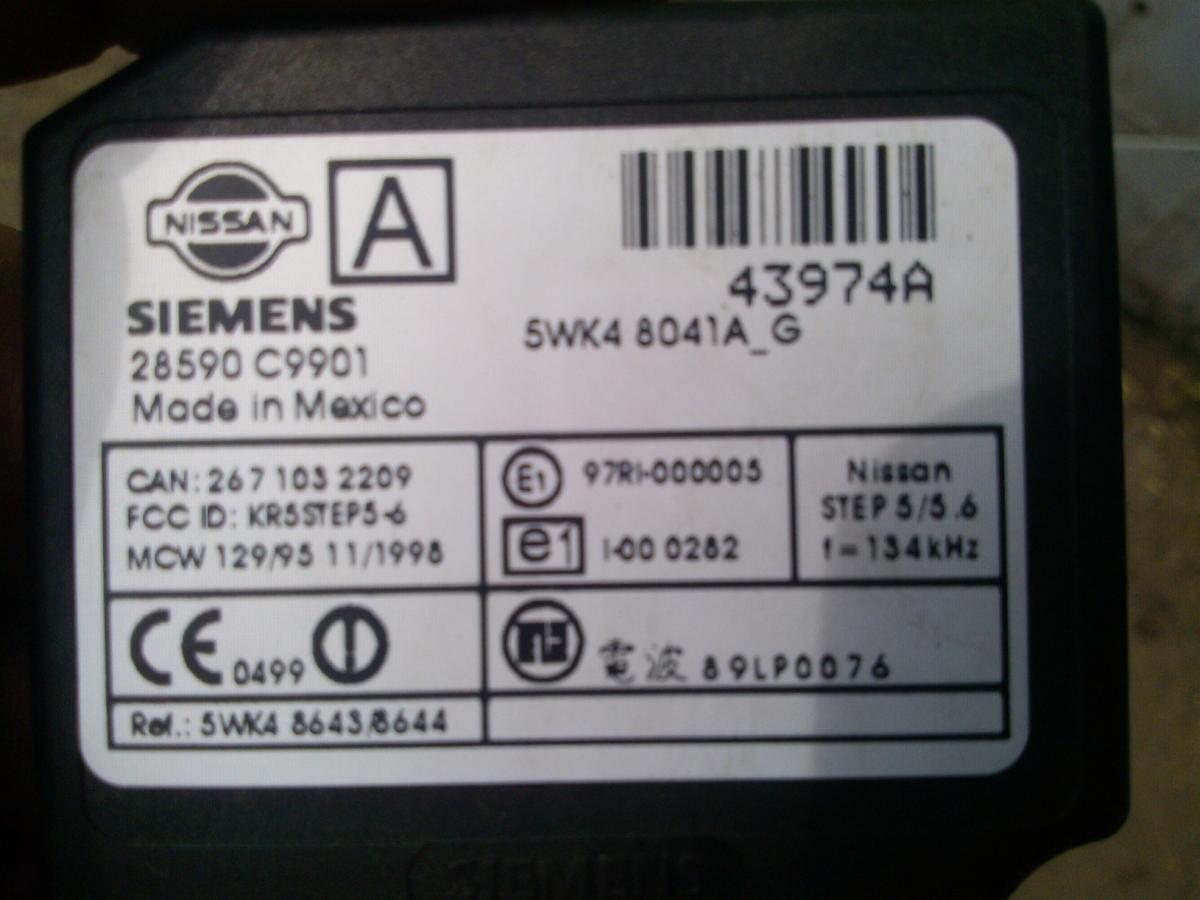 NISSAN
A
43974A
SIEMENS
5WK4 8041A_G
28590 C9901
Made in Mexico
CAN: 267 103 2209
FCC ID: KR5STEP5-6
MCW 129/95 11/1998
E1 97RI-000005
e1 I-00 0282
Nissan
STEP 5/5.6
f = 134kHz
CE 0499
電波 89LP0076
Ref.: 5WK4 8643/8644
SIEMENS